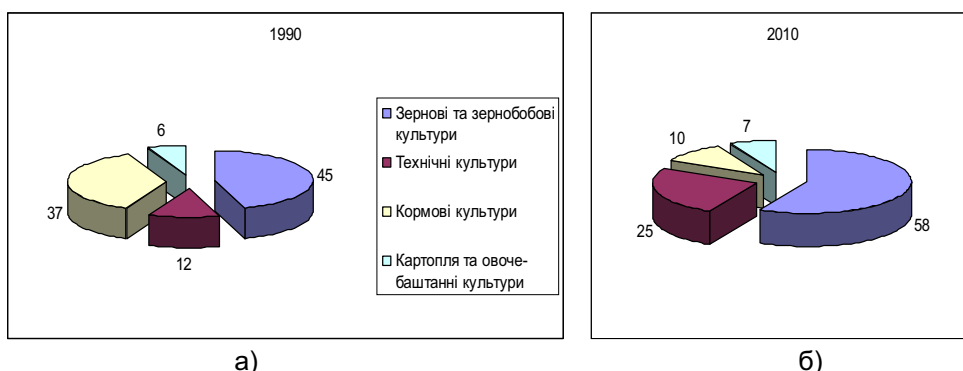 1990
6
45
37
12
Зернові та зернобобові
культури
Технічні культури
Кормові культури
Картопля та овоче-
баштанні культури
а)
2010
7
10
25
58
б)